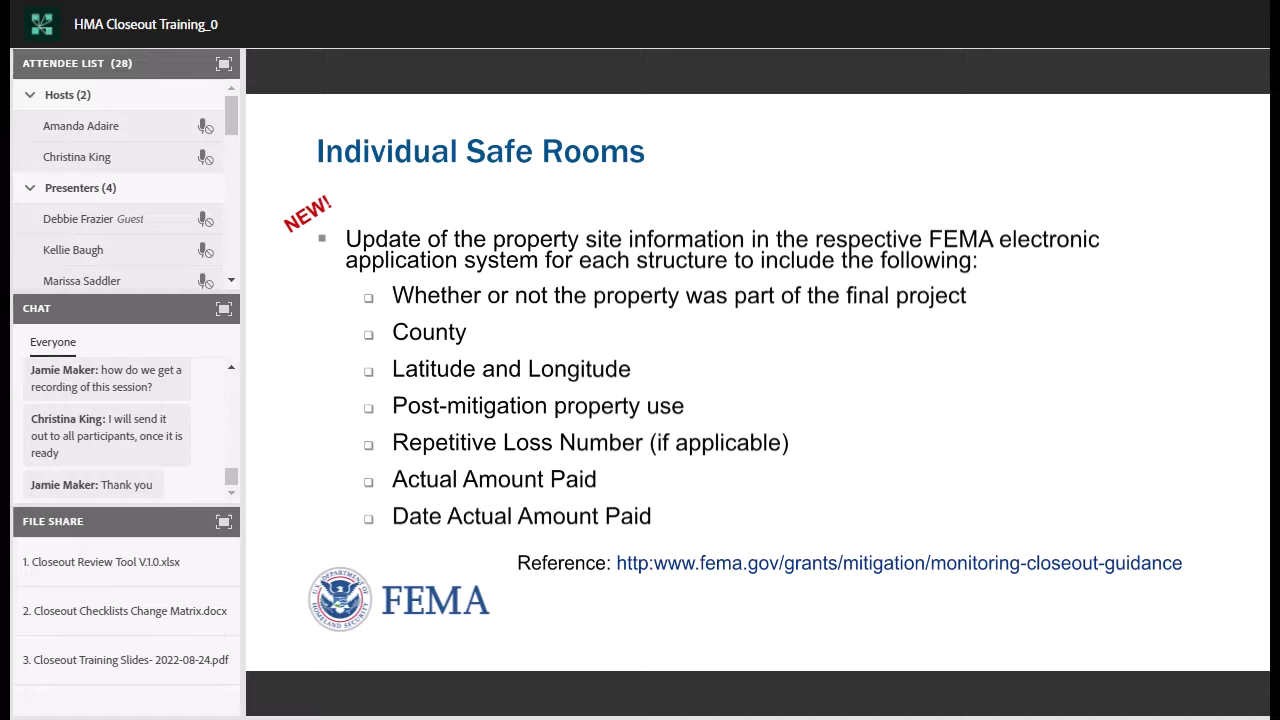 HMA Closeout Training_0
ATTENDEE LIST (28)
Hosts (2)
Amanda Adaire
Christina King
Presenters (4)
Debbie Frazier Guest
Kellie Baugh
Marissa Saddler
CHAT
Everyone
Jamie Maker: how do we get a
recording of this session?
Christina King: I will send it
out to all participants, once it is
ready
Jamie Maker: Thank you
FILE SHARE
1. Closeout Review Tool V.1.0.xlsx
2. Closeout Checklists Change Matrix.docx
3. Closeout Training Slides- 2022-08-24.pdf
Individual Safe Rooms
NEW!
Update of the property site information in the respective FEMA electronic
application system for each structure to include the following:
Whether or not the property was part of the final project
County
Latitude and Longitude
Post-mitigation property use
Repetitive Loss Number (if applicable)
Actual Amount Paid
Date Actual Amount Paid
Reference: http:www.fema.gov/grants/mitigation/monitoring-closeout-guidance
U.S. DEPARTMENT OF
HOMELAND SECURITY
FEMA